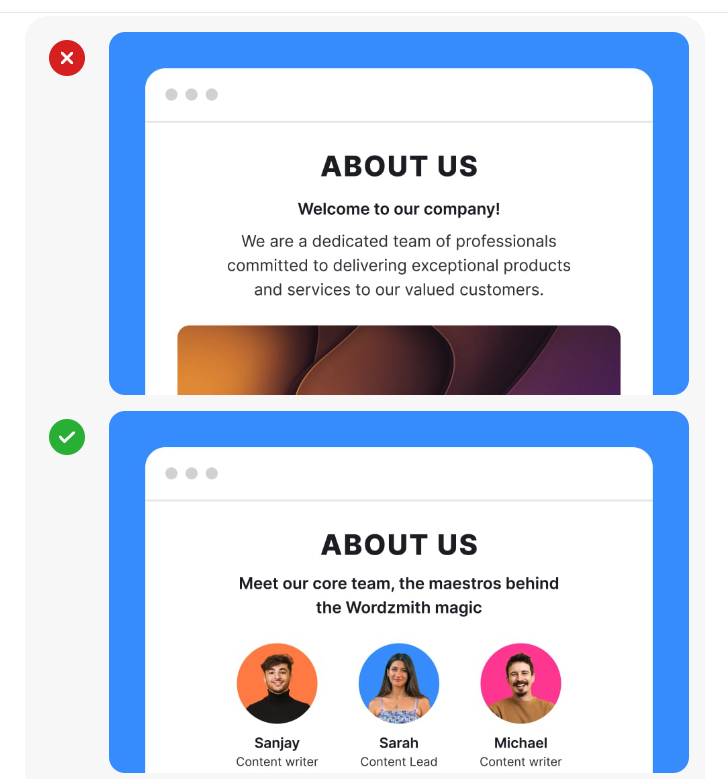 ABOUT US
Welcome to our company!
We are a dedicated team of professionals
committed to delivering exceptional products
and services to our valued customers.
ABOUT US
Meet our core team, the maestros behind
the Wordzmith magic
Sanjay Sarah Michael
Content writer Content Lead Content writer